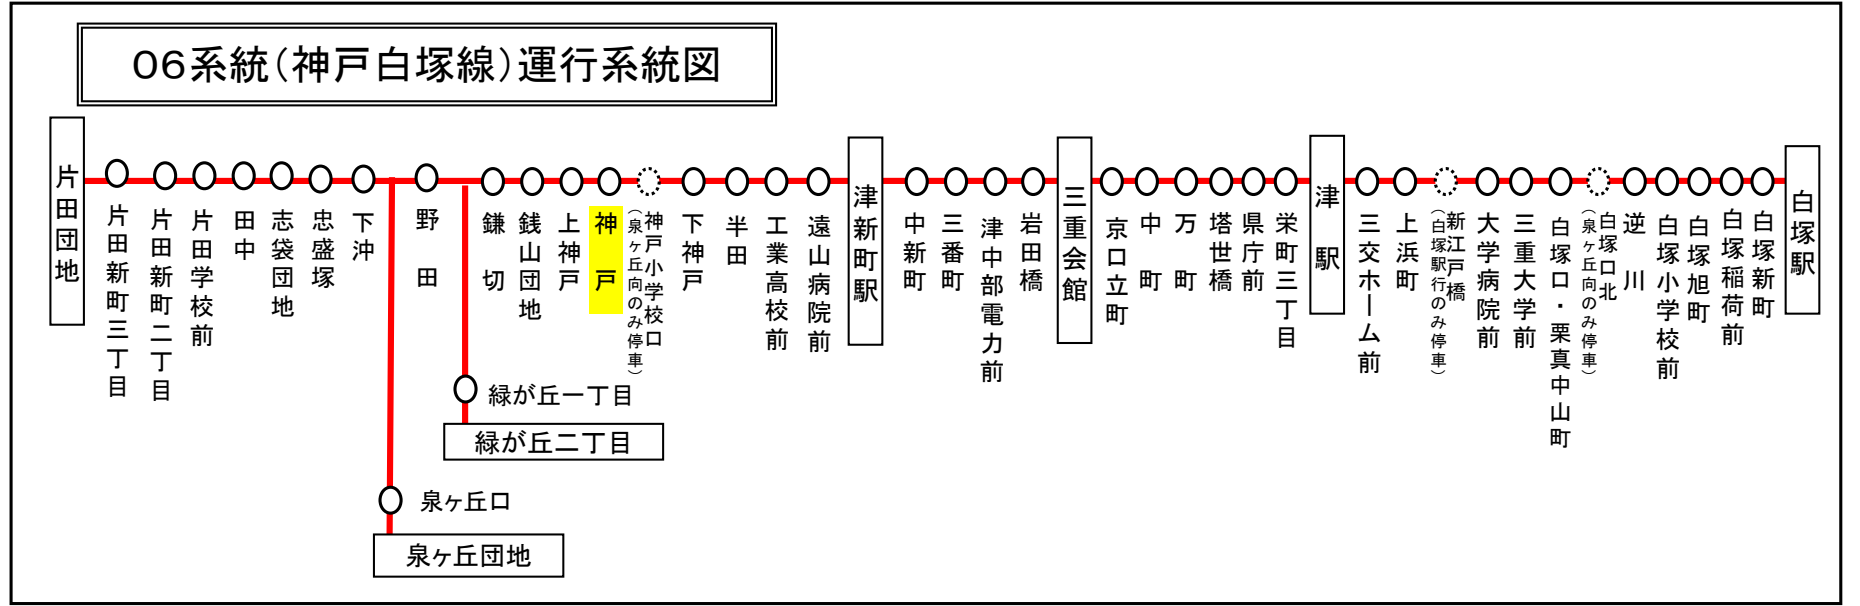 06系統（神戸白塚線）運行系統図
片田団地
片田新町三丁目
片田新町二丁目
片田学校前
田中
志袋団地
忠盛塚
下沖
野田
鎌切
銭山団地
上神戸
神戸
神戸小学校口
（泉ヶ丘向のみ停車）
下神戸
半田
工業高校前
遠山病院前
津新町駅
中新町
三番町
津中部電力前
岩田橋
三重会館
京口立町
中町
万町
塔世橋
県庁前
栄町三丁目
津駅
三交ホーム前
上浜町
新江戸橋
（白塚駅行のみ停車）
大学病院前
三重大学前
白塚口・栗真中山町
白塚口北
（泉ヶ丘向のみ停車）
逆川
白塚小学校前
白塚旭町
白塚稲荷前
白塚新町
白塚駅
緑が丘一丁目
緑が丘二丁目
泉ヶ丘口
泉ヶ丘団地